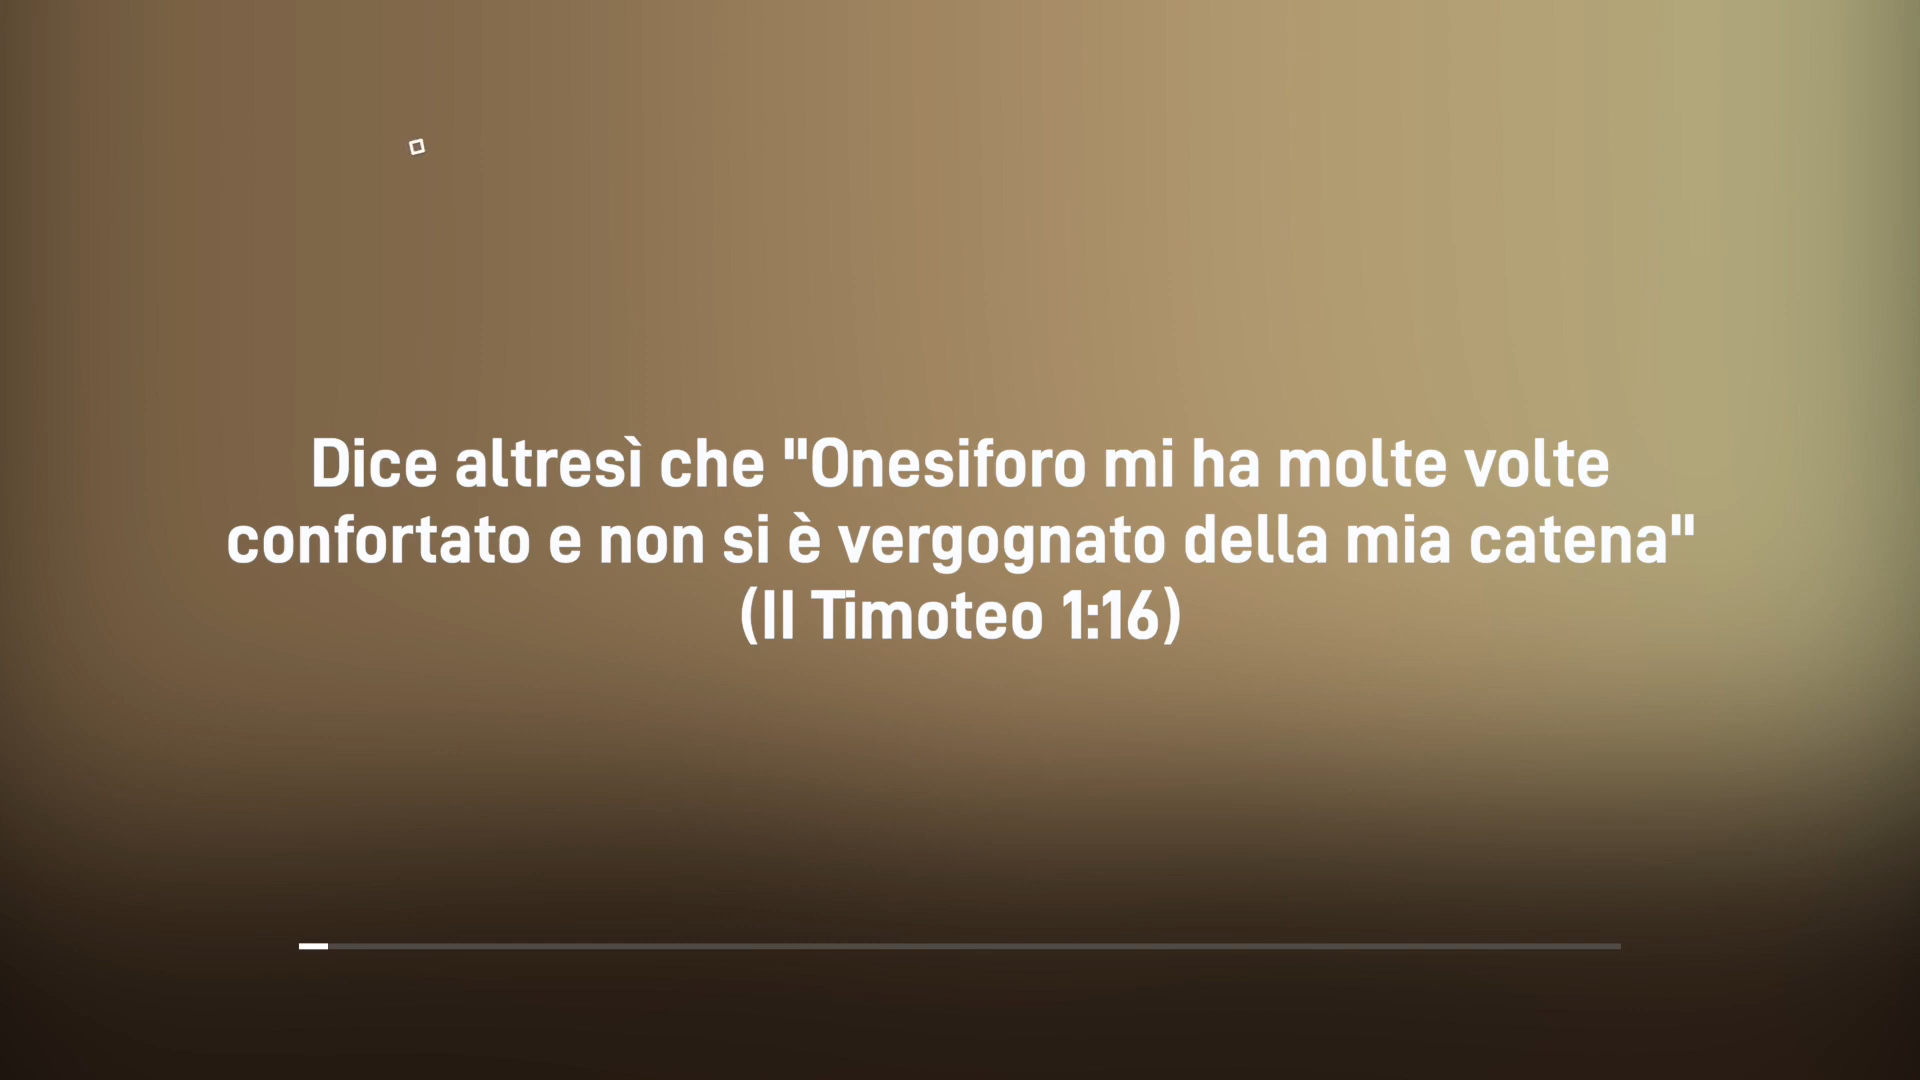 Dice altresì che "Onesiforo mi ha molte volte
confortato e non si è vergognato della mia catena"
(II Timoteo 1:16)